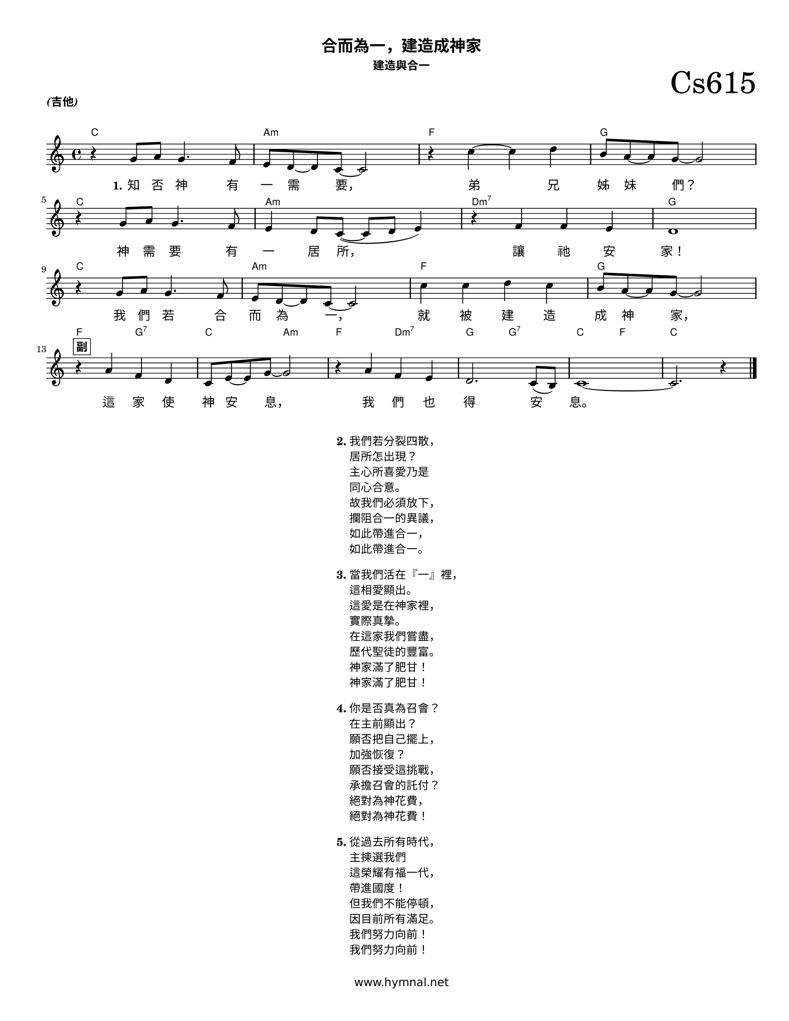 合而為一，建造成神家
建造與合一
Cs615
(吉他)
C Am F G
1. 知 否 神 有 一 需 要， 弟 兄 姊 妹 們？
5 C Am Dm7 G
神 需 要 有 一 居 所， 讓 祂 安 家！
9 C Am F G
我 們 若 合 而 為 一， 就 被 建 造 成 神 家，
F G7 C Am F Dm7 G G7 C F C
13 副
這 家 使 神 安 息， 我 們 也 得 安 息。
2. 我們若分裂四散，
居所怎出現？
主心所喜愛乃是
同心合意。
故我們必須放下，
攔阻合一的異議，
如此帶進合一，
如此帶進合一。
3. 當我們活在『一』裡，
這相愛顯出。
這愛是在神家裡，
實際真摯。
在這家我們嘗盡，
歷代聖徒的豐富。
神家滿了肥甘！
神家滿了肥甘！
4. 你是否真為召會？
在主前顯出？
願否把自己擺上，
加強恢復？
願否接受這挑戰，
承擔召會的託付？
絕對為神花費，
絕對為神花費！
5. 從過去所有時代，
主揀選我們
這榮耀有福一代，
帶進國度！
但我們不能停頓，
因目前所有滿足。
我們努力向前！
我們努力向前！
www.hymnal.net